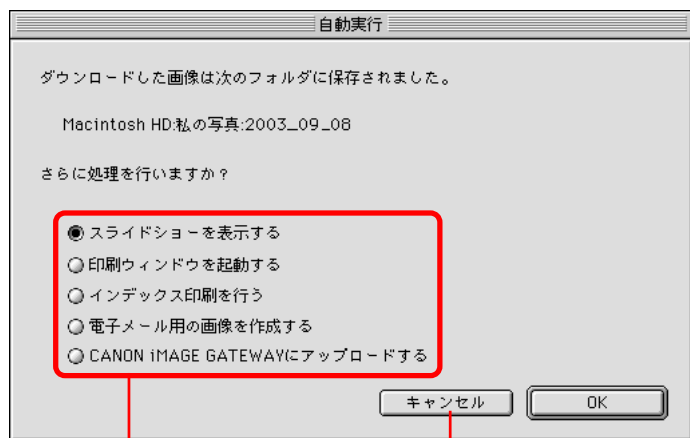 自動実行
ダウンロードした画像は次のフォルダに保存されました。
Macintosh HD:私の写真:2003_09_08
さらに処理を行いますか？
スライドショーを表示する
印刷ウィンドウを起動する
インデックス印刷を行う
電子メール用の画像を作成する
CANON iMAGE GATEWAYにアップロードする
キャンセル OK